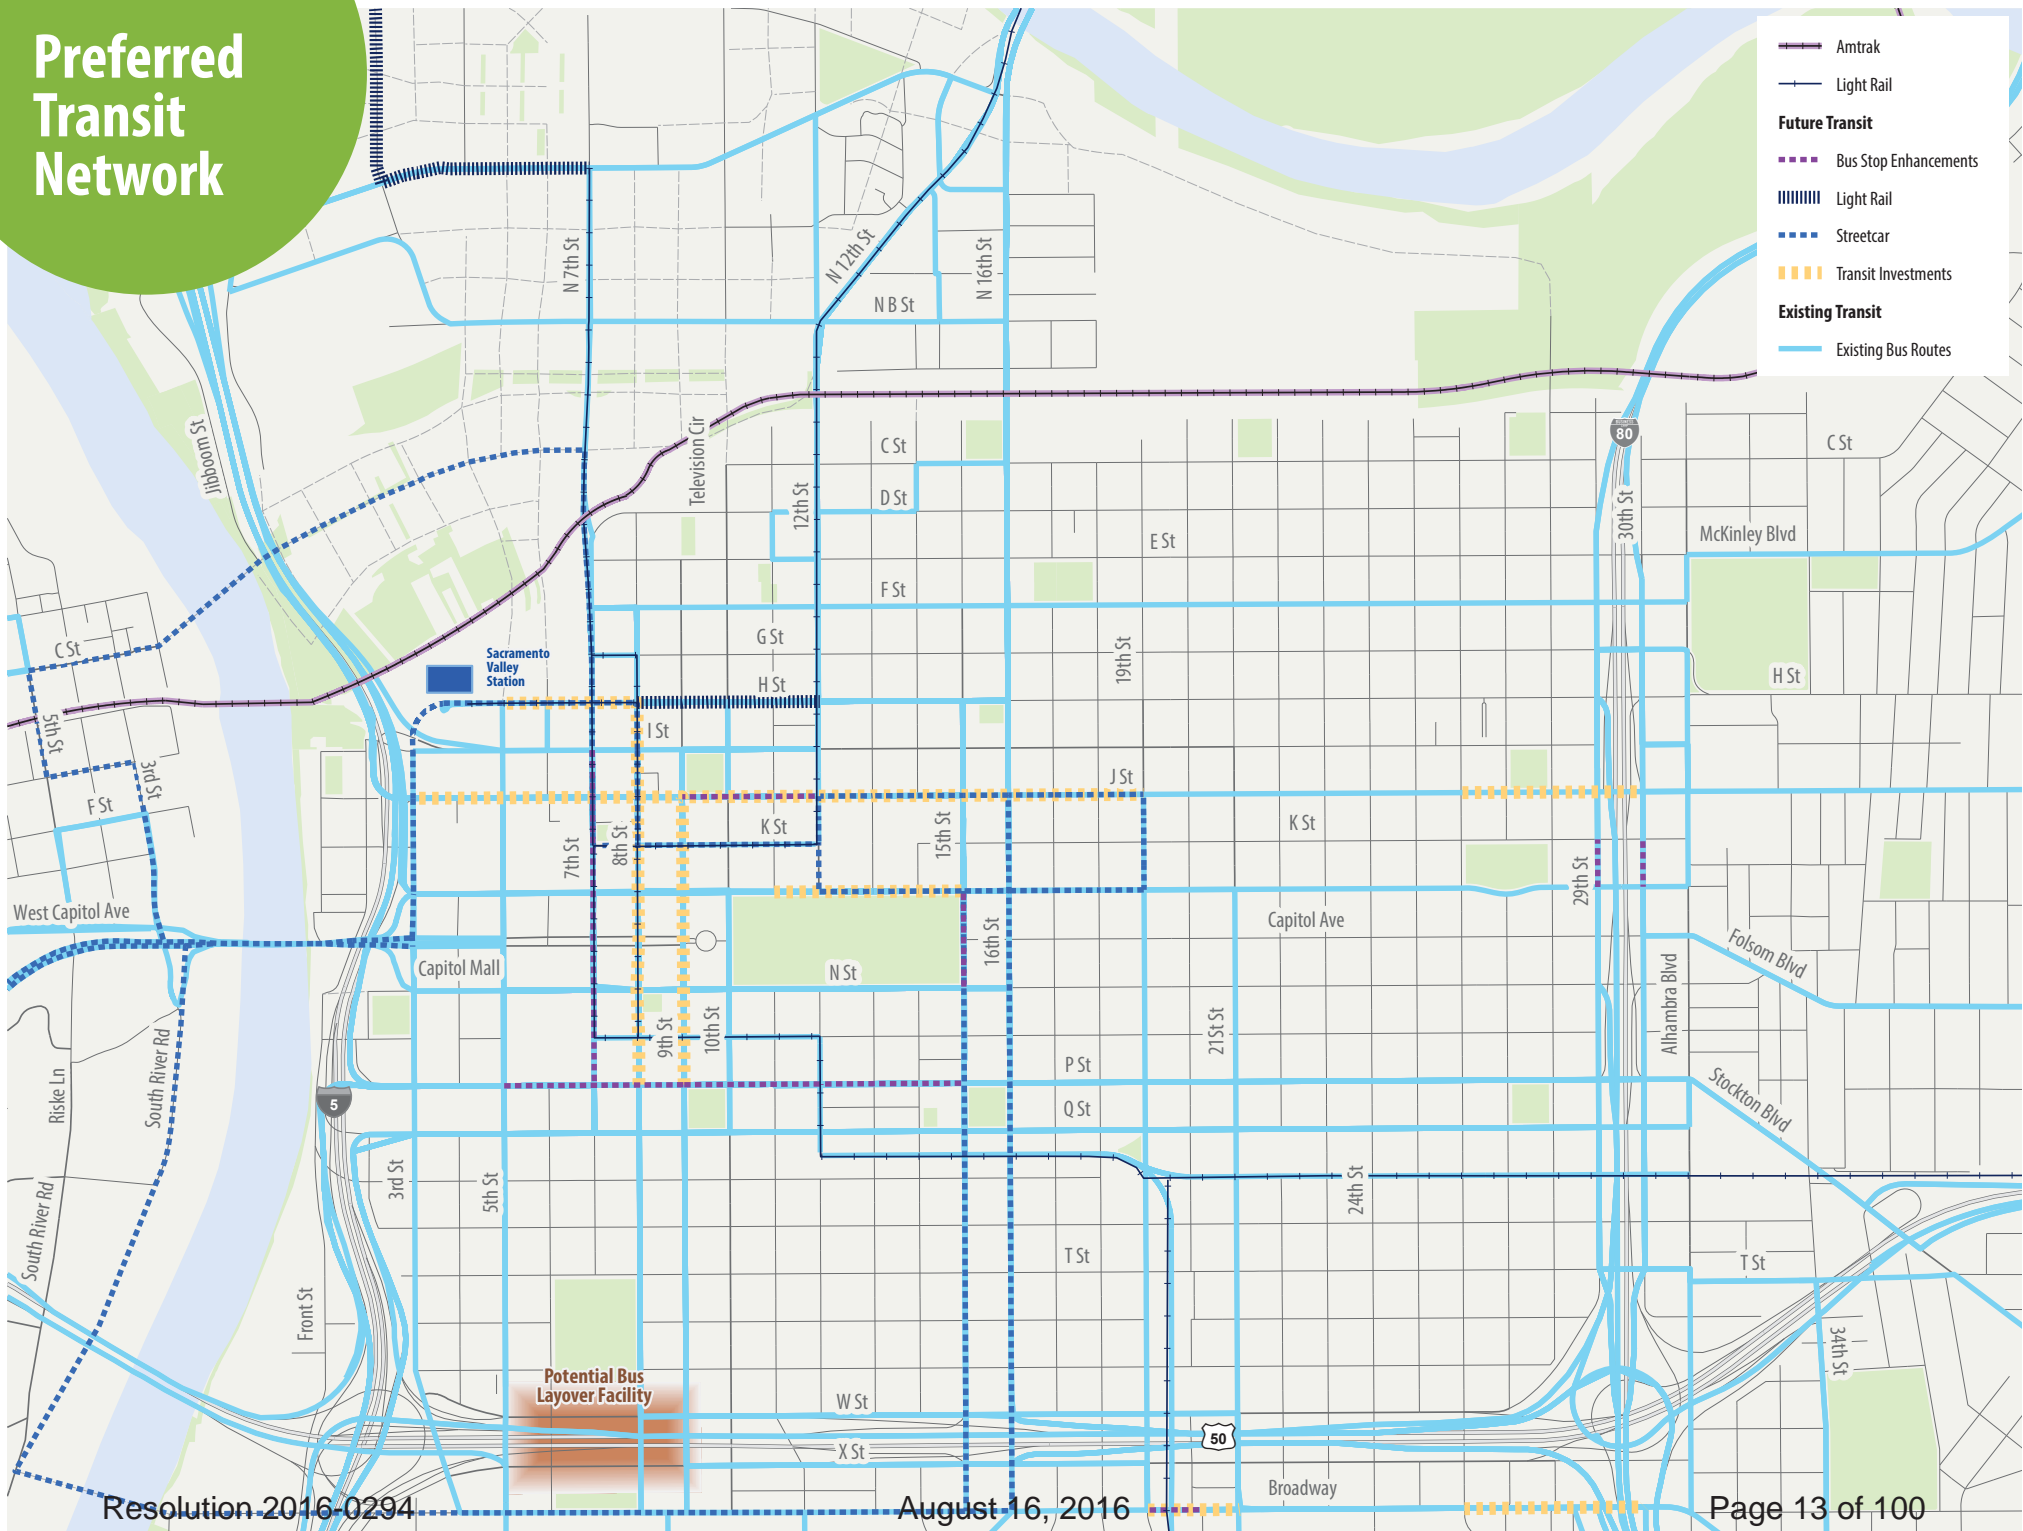 Preferred
Transit
Network
Amtrak
Light Rail
Future Transit
Bus Stop Enhancements
Light Rail
Streetcar
Transit Investments
Existing Transit
Existing Bus Routes
N 7th St
N 12th St
N 16th St
N B St
Jibboom St
Television Cir
12th St
C St
D St
E St
F St
G St
H St
I St
J St
K St
K St
BUSINESS
80
30th St
C St
McKinley Blvd
H St
19th St
Sacramento
Valley
Station
C St
5th St
3rd St
F St
West Capitol Ave
7th St
8th St
15th St
29th St
Capitol Ave
16th St
Capitol Mall
N St
Folsom Blvd
Alhambra Blvd
9th St
10th St
21St St
P St
Q St
Stockton Blvd
Riske Ln
South River Rd
5
3rd St
5th St
24th St
South River Rd
T St
T St
Front St
34th St
Potential Bus
Layover Facility
W St
X St
50
Broadway
Resolution 2016-0294
August 16, 2016
Page 13 of 100